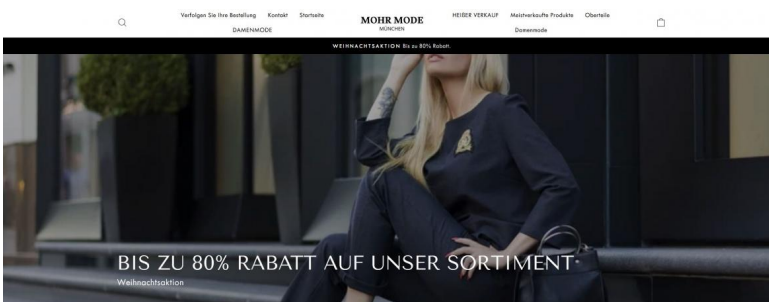 Verfolgen Sie Ihre Bestellung Kontakt Startseite
DAMENMODE
MOHR MODE
MÜNCHEN
HEIẞER VERKAUF Meistverkaufte Produkte Oberteile
Damenmode
WEIHNACHTSAKTION Bis zu 80% Rabatt.
BIS ZU 80% RABATT AUF UNSER SORTIMENT
Weihnachtsaktion